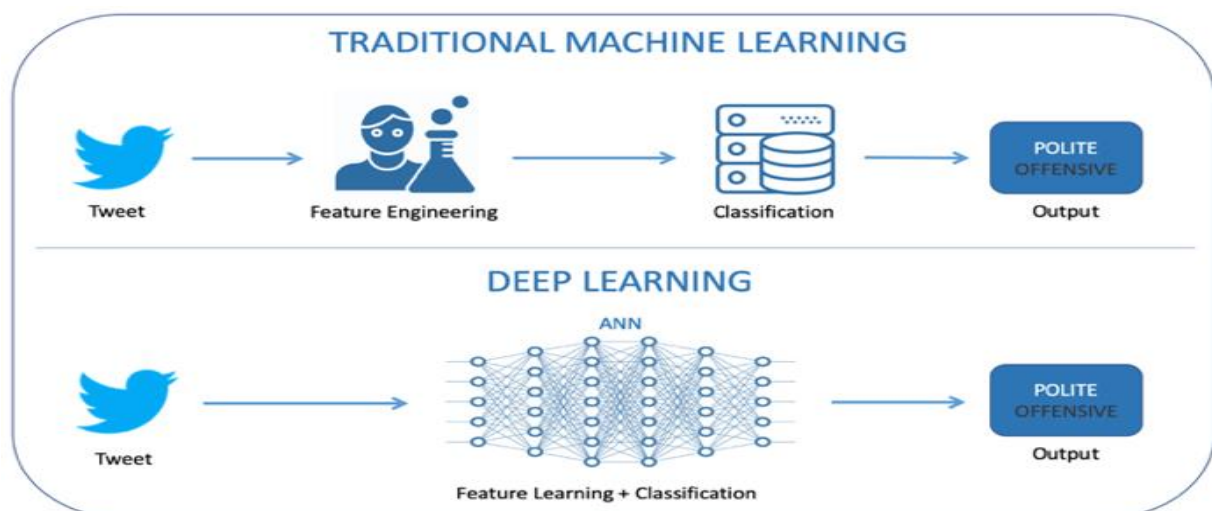 TRADITIONAL MACHINE LEARNING
POLITE
OFFENSIVE
Tweet
Feature Engineering
Classification
Output
DEEP LEARNING
ANN
POLITE
OFFENSIVE
Tweet
Output
Feature Learning + Classification